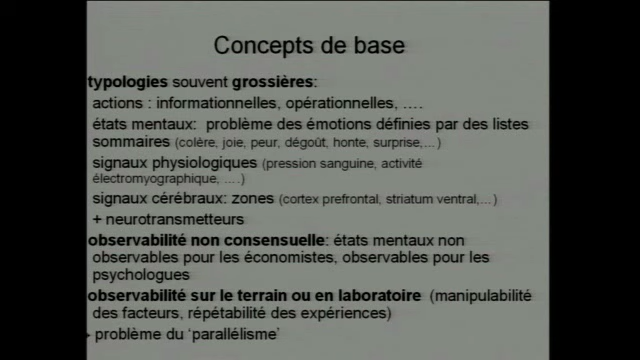 Concepts de base
typologies souvent grossières:
actions : informationnelles, opérationnelles, ….
états mentaux: problème des émotions définies par des listes
sommaires (colère, joie, peur, dégoût, honte, surprise,…)
signaux physiologiques (pression sanguine, activité
électromyographique, ….)
signaux cérébraux: zones (cortex prefrontal, striatum ventral,…)
+ neurotransmetteurs
observabilité non consensuelle: états mentaux non
observables pour les économistes, observables pour les
psychologues
observabilité sur le terrain ou en laboratoire (manipulabilité
des facteurs, répétabilité des expériences)
problème du 'parallélisme'